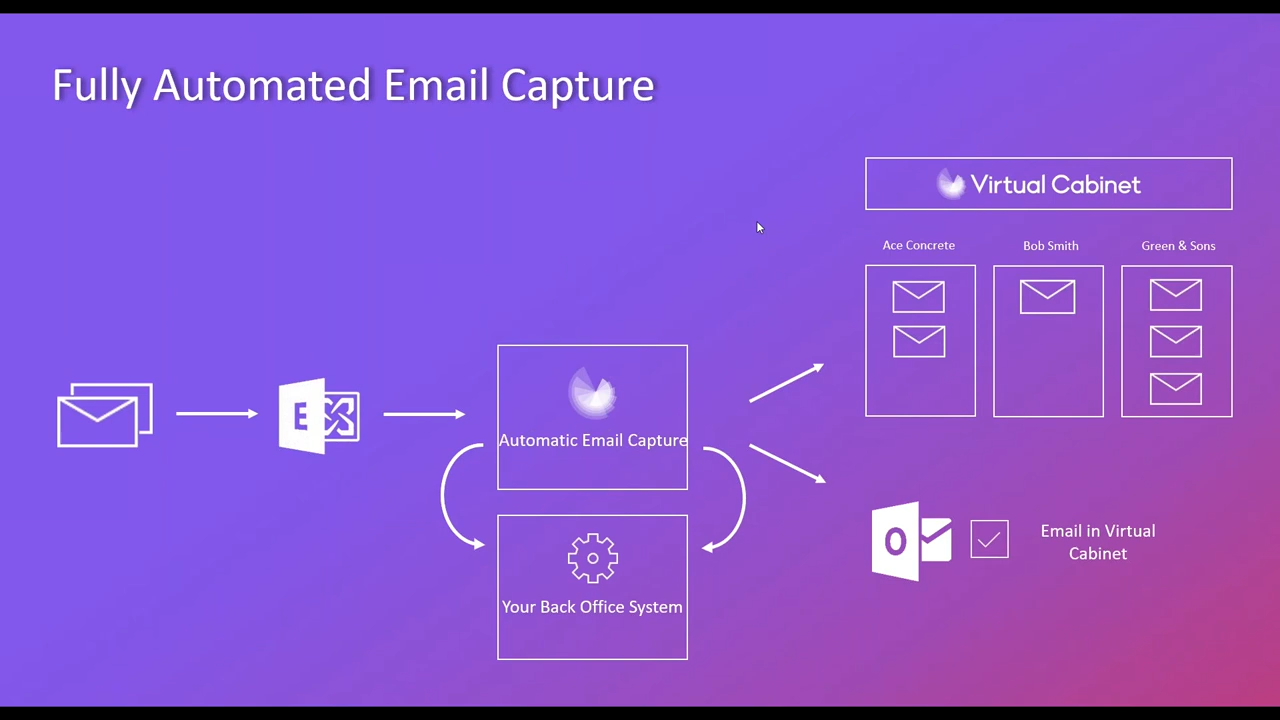 Fully Automated Email Capture
Virtual Cabinet
Ace Concrete
Bob Smith
Green & Sons
E
Automatic Email Capture
Your Back Office System
O
Email in Virtual
Cabinet